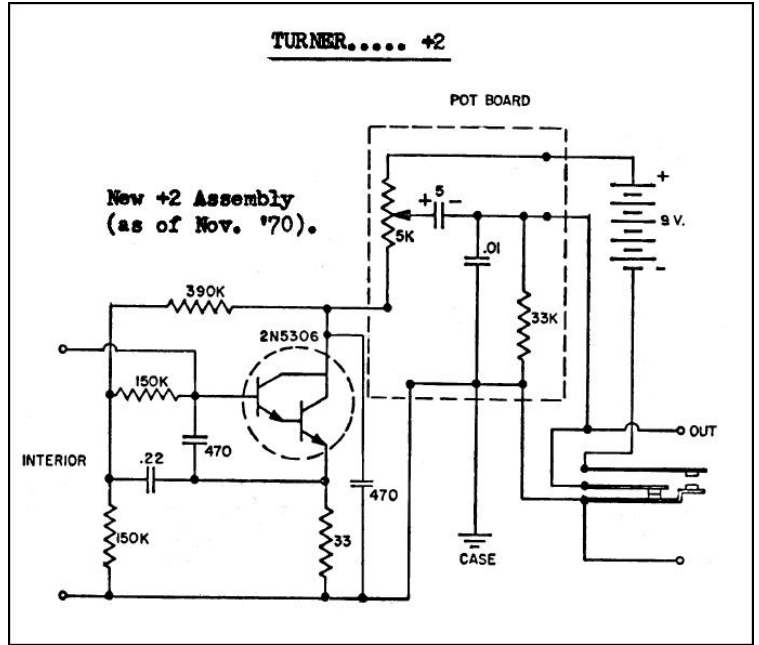 TURNER..... +2
POT BOARD
New +2 Assembly
(as of Nov. '70).
+ 5 -
5K
.01
+
9 V.
-
390K
33K
2N5306
150K
470
.22
INTERIOR
OUT
470
150K
33
CASE